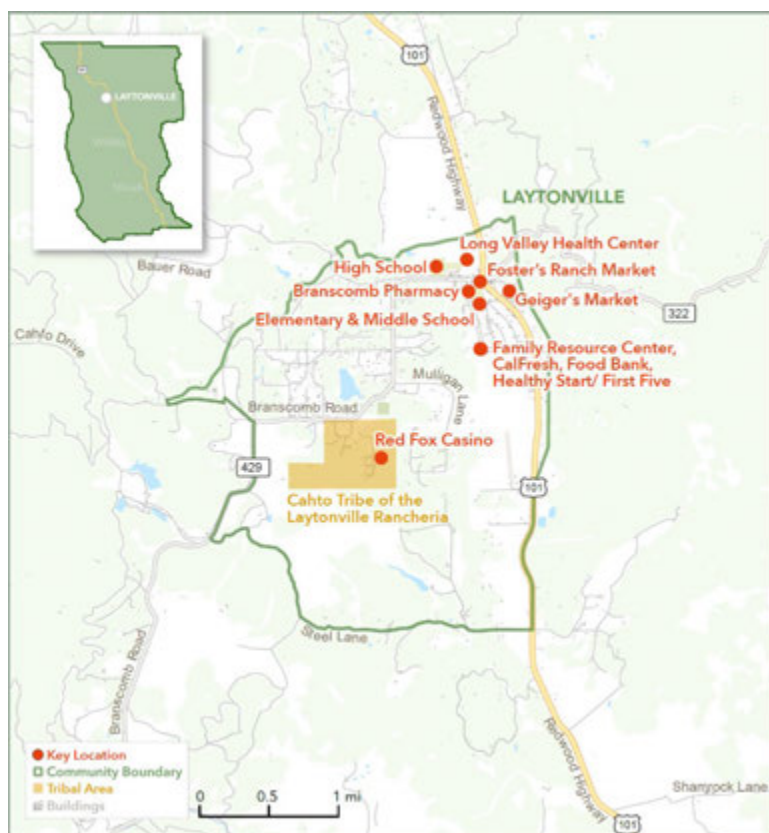 101
Redwood Highway
LAYTONVILLE
LAYTONVILLE
Long Valley Health Center
High School
Foster's Ranch Market
Bauer Road
Branscomb Pharmacy
Geiger's Market
322
Elementary & Middle School
Cahto Drive
Family Resource Center,
CalFresh, Food Bank,
Healthy Start/ First Five
Mulligan Lane
Branscomb Road
Red Fox Casino
429
101
Cahto Tribe of the
Laytonville Rancheria
Steel Lane
Branscomb Road
Redwood Highway
Key Location
Community Boundary
Tribal Area
Buildings
0 0.5 1 mi
101